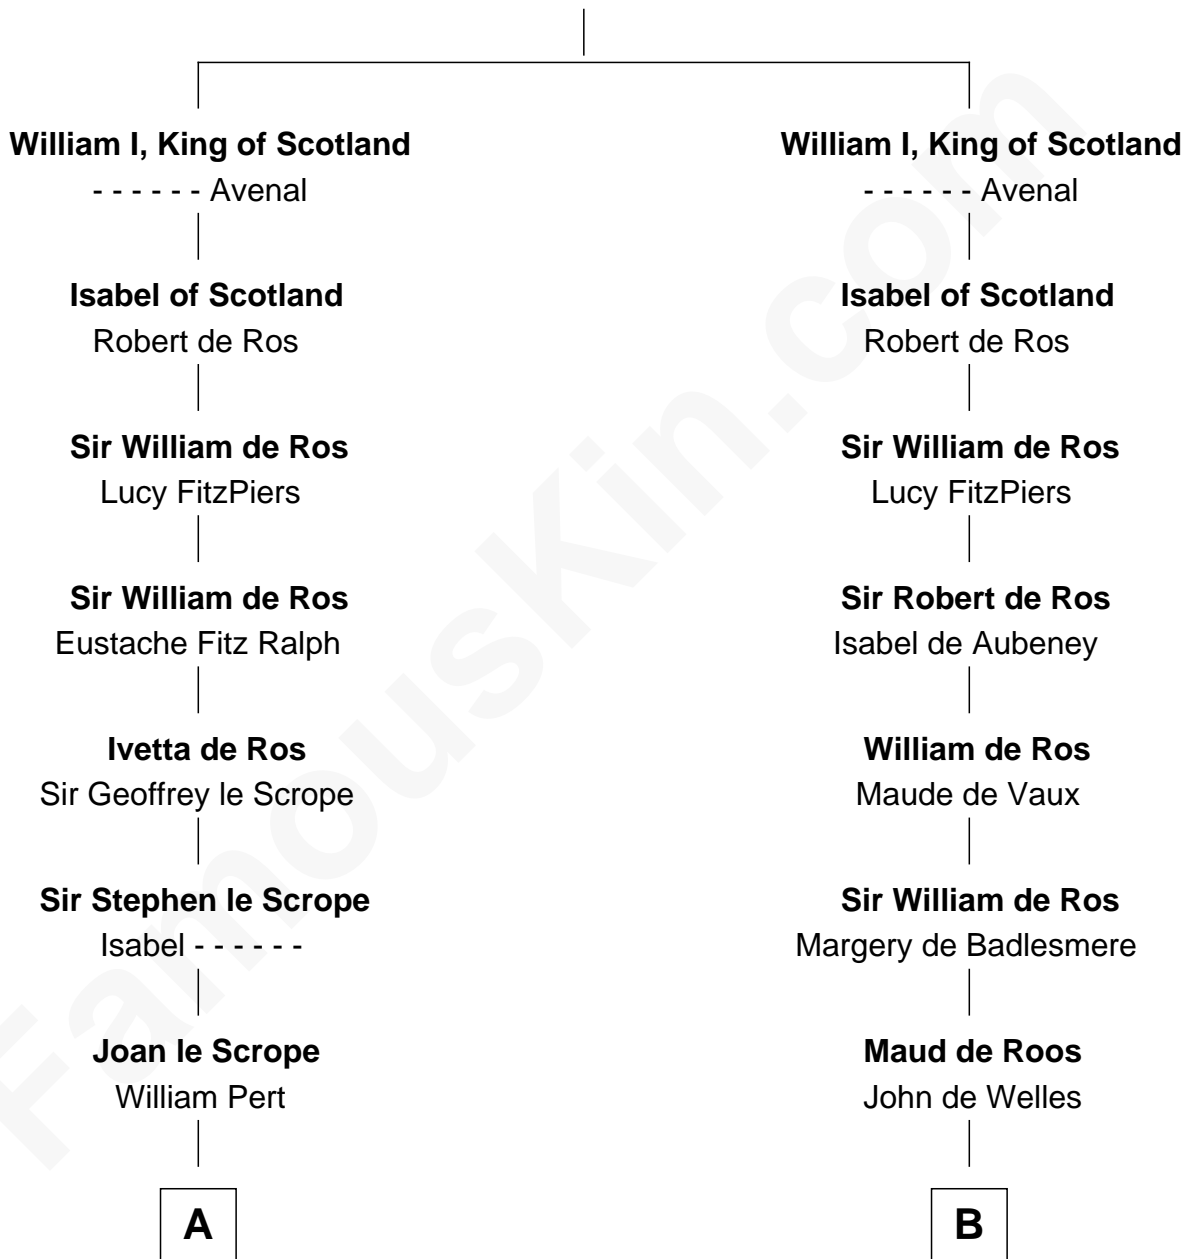 William I, King of Scotland
- - - - - - Avenal
Isabel of Scotland
Robert de Ros
Sir William de Ros
Lucy FitzPiers
Sir William de Ros
Eustache Fitz Ralph
Ivetta de Ros
Sir Geoffrey le Scrope
Sir Stephen le Scrope
Isabel - - - - - -
Joan le Scrope
William Pert
A
William I, King of Scotland
- - - - - - Avenal
Isabel of Scotland
Robert de Ros
Sir William de Ros
Lucy FitzPiers
Sir Robert de Ros
Isabel de Aubeney
William de Ros
Maude de Vaux
Sir William de Ros
Margery de Badlesmere
Maud de Roos
John de Welles
B
FamousKin.com